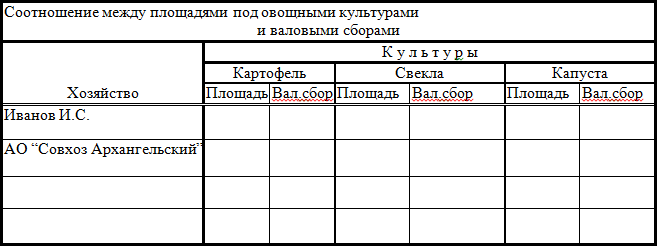 Соотношение между площадями под овощными культурами
и валовыми сборами
К у л ь т у р ы
Хозяйство
Картофель Свекла Капуста
Площадь Вал.сбор Площадь Вал.сбор Площадь Вал.сбор
Иванов И.С.
АО “Совхоз Архангельский”